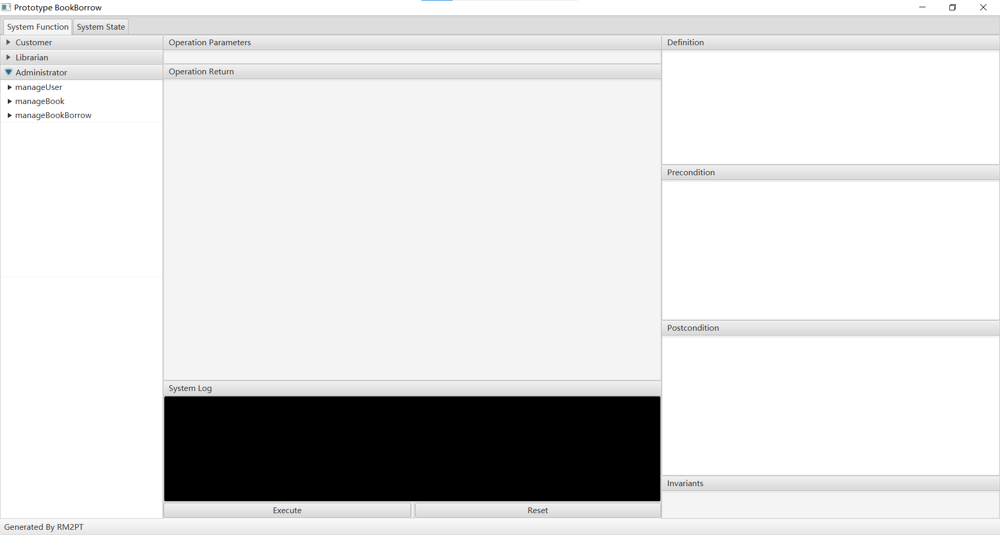 Prototype BookBorrow
System Function
System State
Customer
Librarian
Administrator
manageUser
manageBook
manageBookBorrow
Operation Parameters
Operation Return
System Log
Execute
Reset
Definition
Precondition
Postcondition
Invariants
Generated By RM2PT